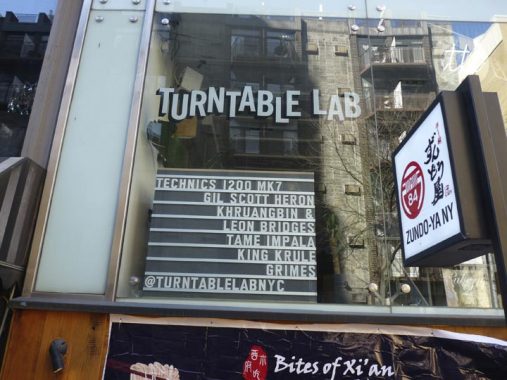 TURNTABLE LAB
TECHNICS 1200 MK7
GIL SCOTT HERON
KHRUANGBIN &
LEON BRIDGES
TAME IMPALA
KING KRULE
GRIMES
@TURNTABLELABNYC
84
ZUNDO-YA NY
Bites of Xi'an